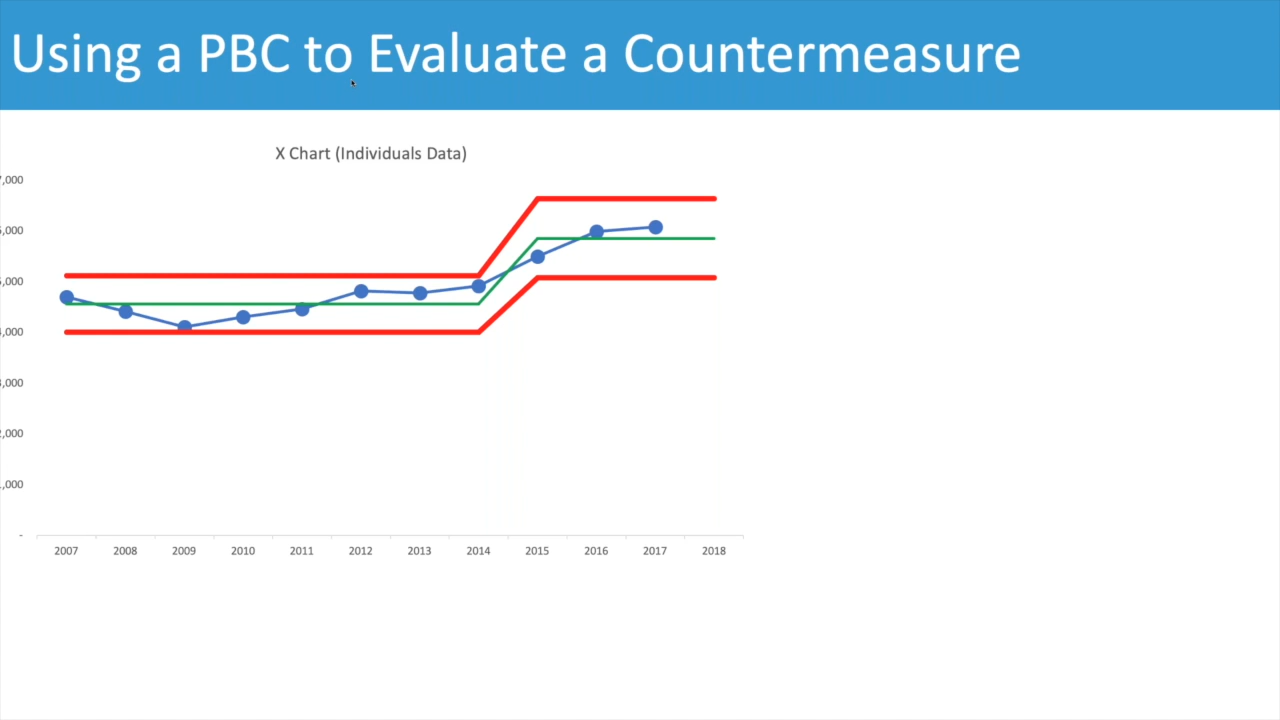 Using a PBC to Evaluate a Countermeasure
X Chart (Individuals Data)
,000
,000
,000
,000
,000
,000
,000
-
2007 2008 2009 2010 2011 2012 2013 2014 2015 2016 2017 2018